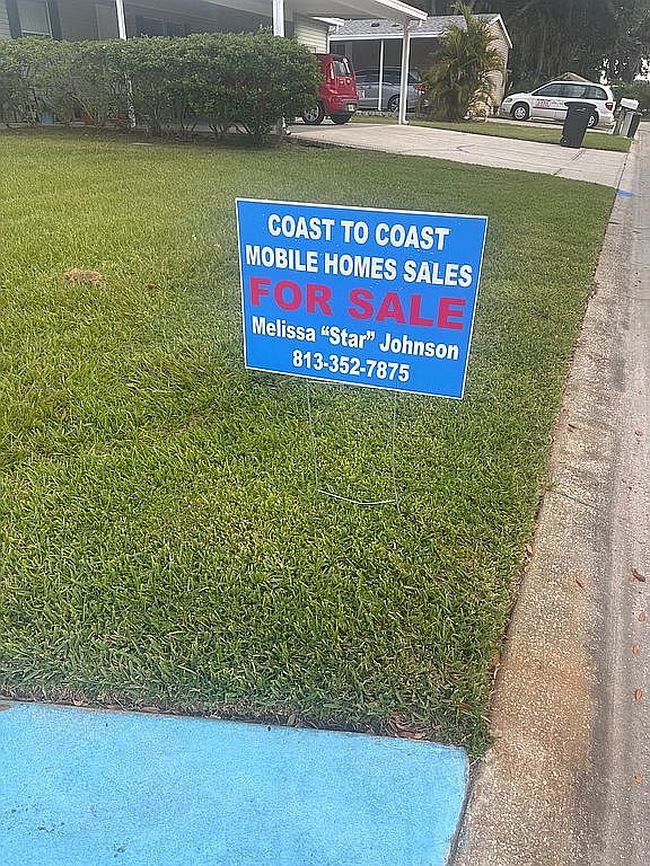 COAST TO COAST
MOBILE HOMES SALES
FOR SALE
Melissa “Star” Johnson
813-352-7875